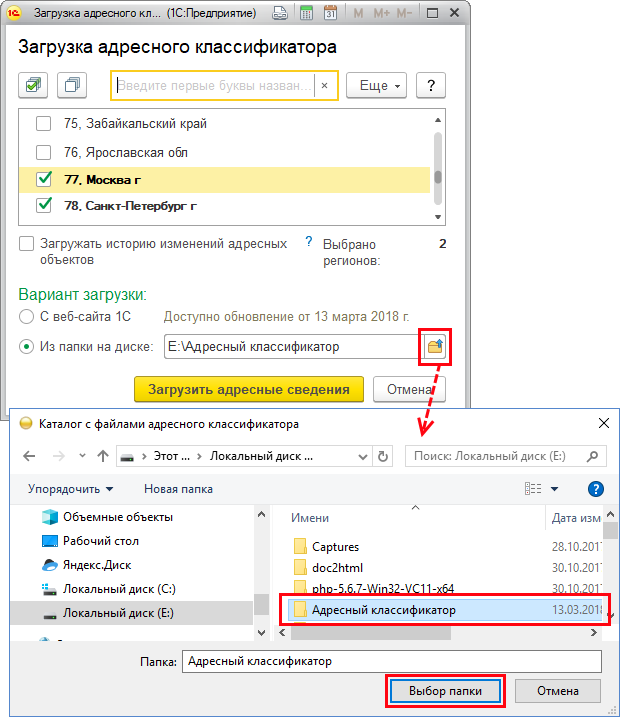 Загрузка адресного кл... (1С:Предприятие)
31
M M+ M-
Загрузка адресного классификатора
Введите первые буквы назван...
×
Еще
?
75, Забайкальский край
76, Ярославская обл
77, Москва г
78, Санкт-Петербург г
Загружать историю изменений адресных
объектов
?
Выбрано
регионов:
2
Вариант загрузки:
С веб-сайта 1С
Доступно обновление от 13 марта 2018 г.
Из папки на диске:
E:\Адресный классификатор
Загрузить адресные сведения
Отмена
Каталог с файлами адресного классификатора
Этот ...
Локальный диск ...
Поиск: Локальный диск (E:)
Упорядочить
Новая папка
?
Объемные объекты
Рабочий стол
Яндекс.Диск
Локальный диск (C:)
Локальный диск (E:)
Имени
Дата изм
Captures
28.10.2017
doc2html
30.10.2017
php-5.6.7-Win32-VC11-x64
30.10.2017
Адресный классификатор
13.03.2018
Папка:
Адресный классификатор
Выбор папки
Отмена